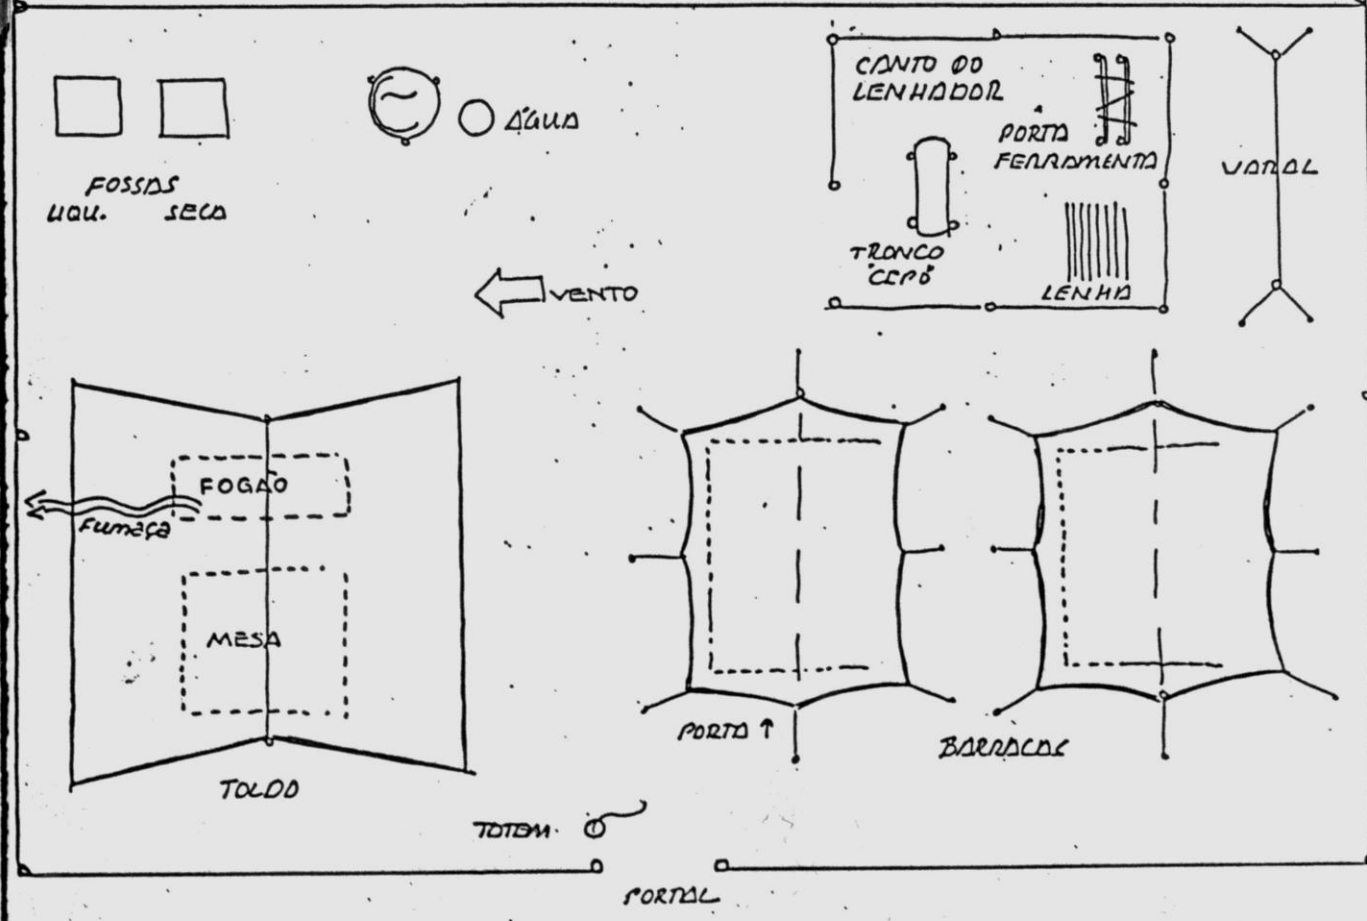 CANTO DO
LENHADOR
ÁGUA
PORTA
FERRAMENTA
VARAL
FOSSAS
LIQU. SECA
TRONCO
"CEPO"
LENHA
VENTO
FOGÃO
Fumaça
MESA
PORTA ↑
BARRACAS
TOLDO
TOTEM.
PORTAL